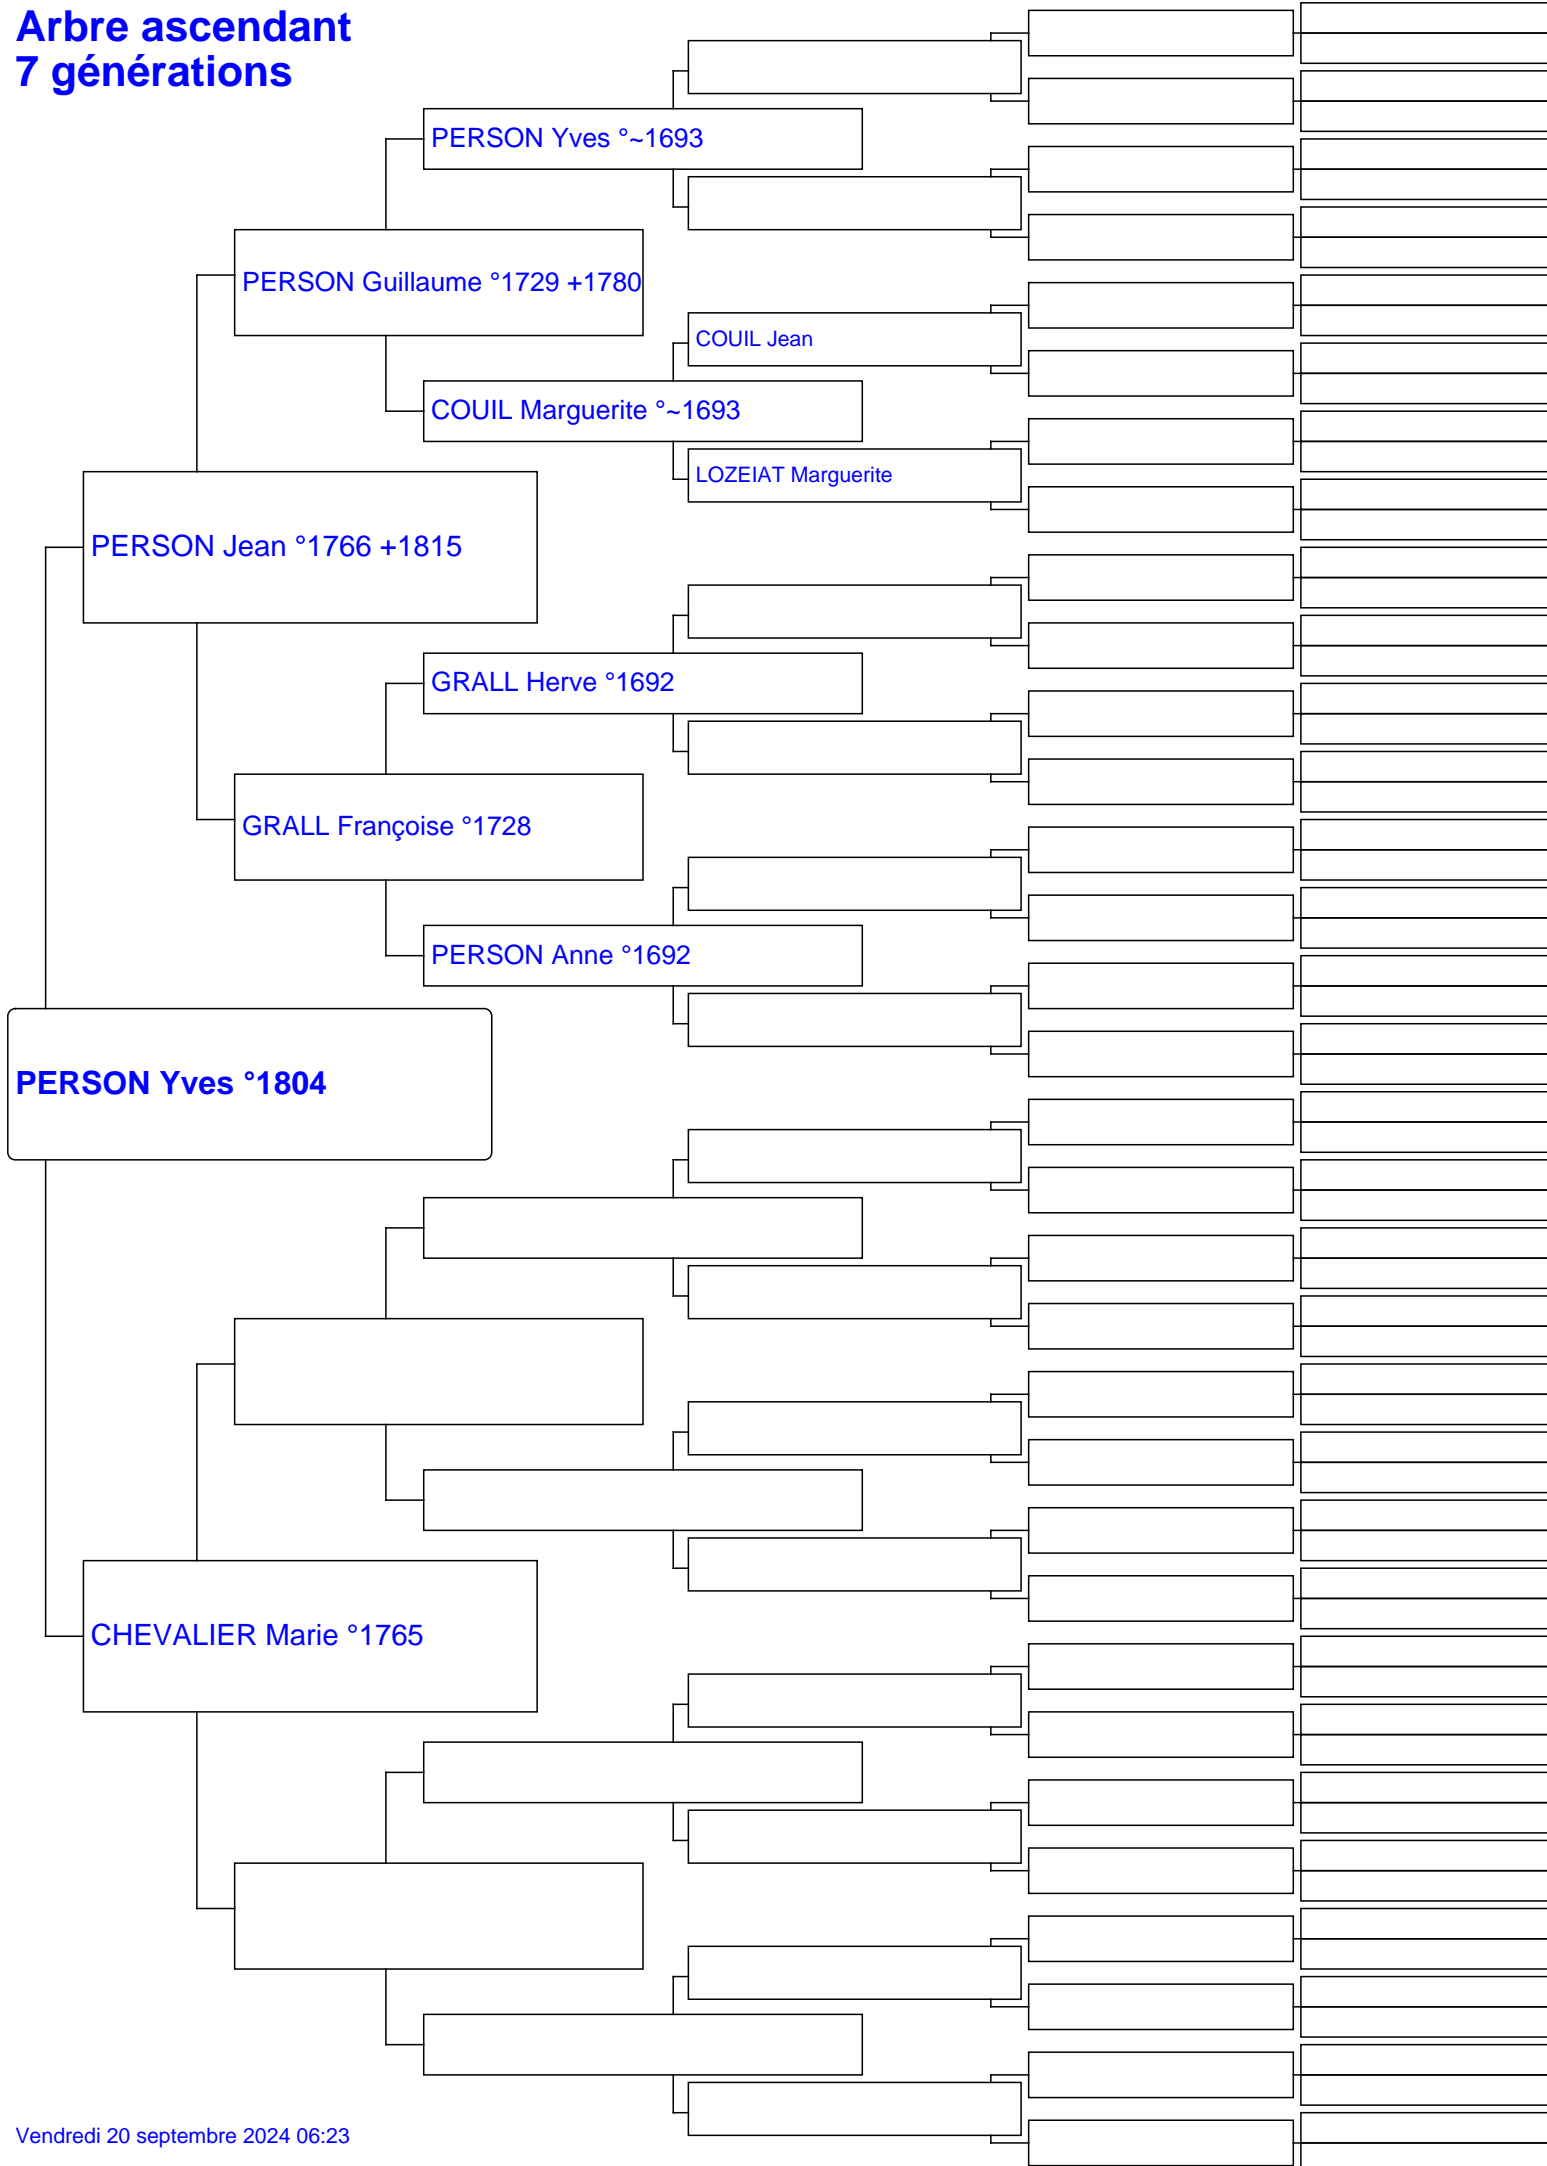 Arbre ascendant
7 générations
PERSON Yves °~1693
PERSON Guillaume °1729 +1780
COUIL Jean
COUIL Marguerite °~1693
LOZEIAT Marguerite
PERSON Jean °1766 +1815
GRALL Herve °1692
GRALL Françoise °1728
PERSON Anne °1692
PERSON Yves °1804
CHEVALIER Marie °1765
Vendredi 20 septembre 2024 06:23